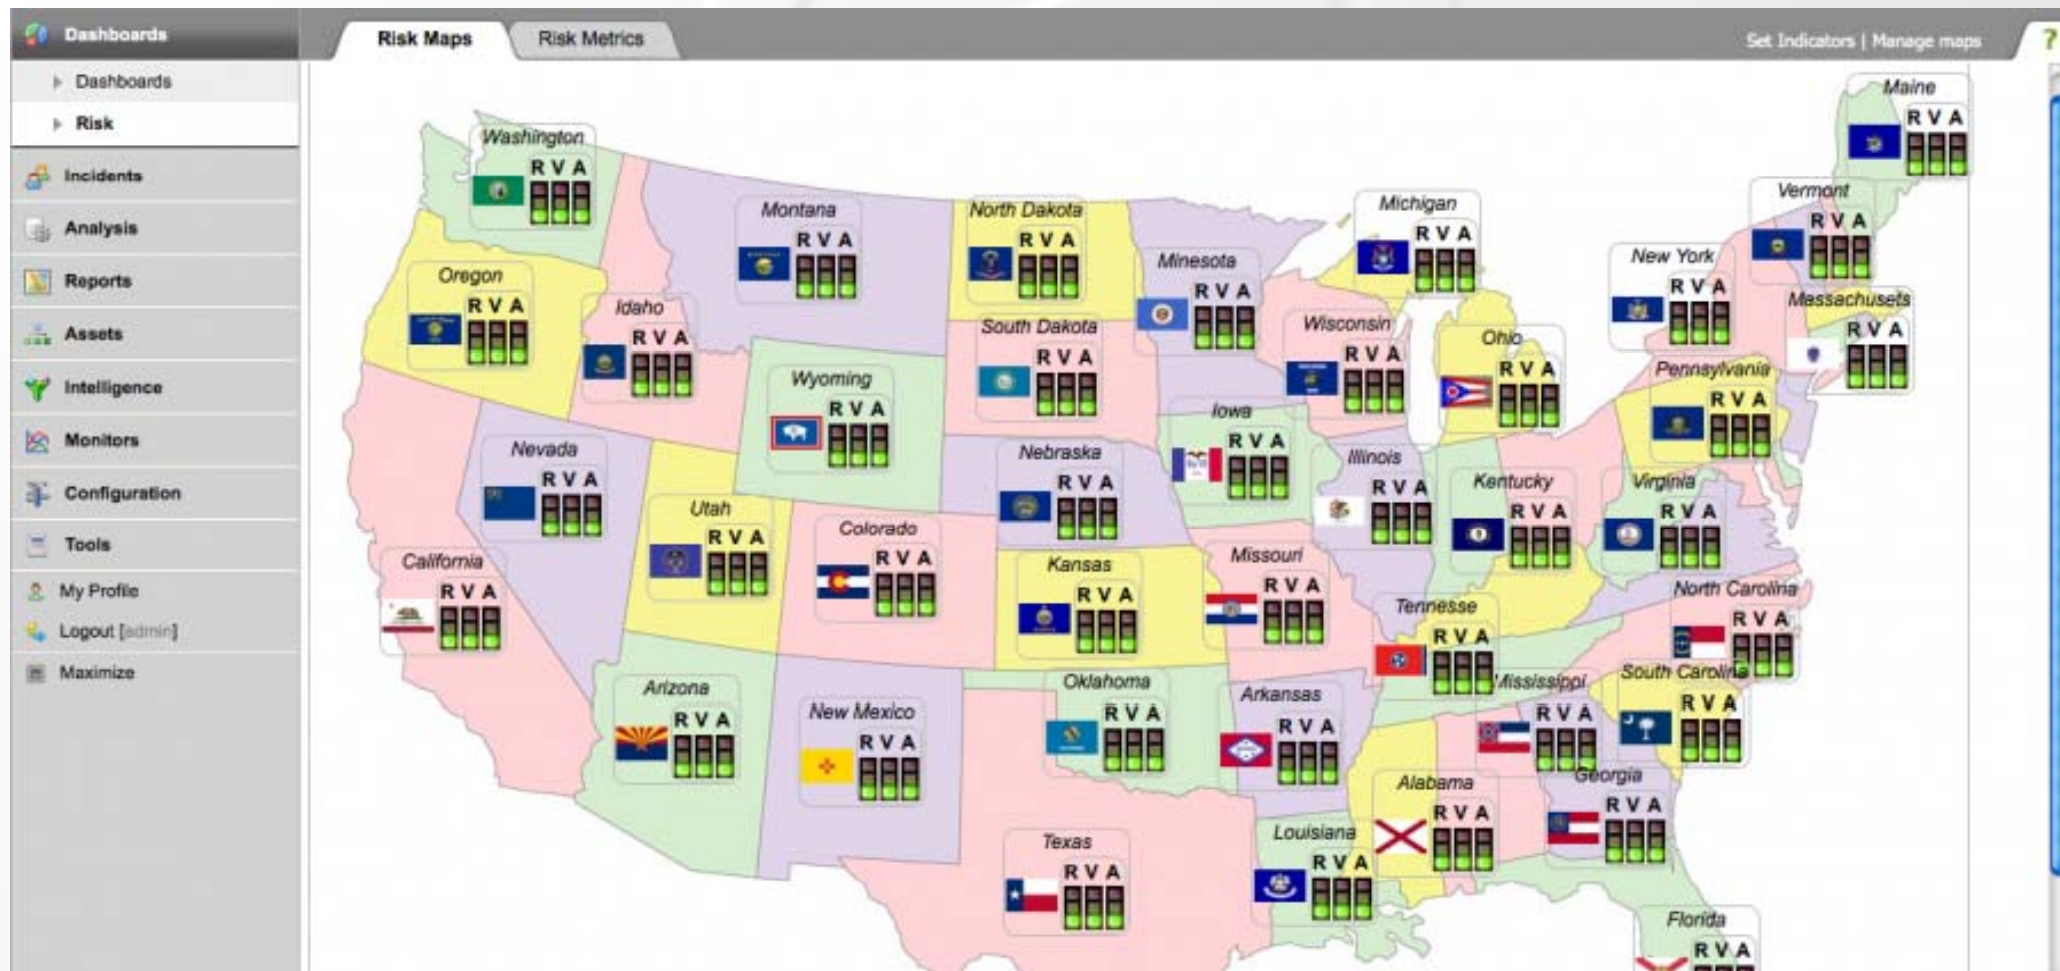 Dashboards
Dashboards
Risk
Incidents
Analysis
Reports
Assets
Intelligence
Monitors
Configuration
Tools
My Profile
Logout [admin]
Maximize
Risk Maps
Risk Metrics
Set Indicators | Manage maps
?
Maine
R V A
Washington
R V A
Vermont
R V A
Michigan
R V A
Montana
R V A
North Dakota
R V A
New York
R V A
Minesota
R V A
Oregon
R V A
Massachusets
R V A
Idaho
R V A
South Dakota
R V A
Wisconsin
R V A
Ohio
R V A
Pennsylvania
R V A
Wyoming
R V A
Iowa
R V A
Nevada
R V A
Nebraska
R V A
Illinois
R V A
Kentucky
R V A
Virginia
R V A
Utah
R V A
Colorado
R V A
Missouri
R V A
California
R V A
Kansas
R V A
North Carolina
R V A
Tennesse
R V A
South Carolina
R V A
Oklahoma
R V A
Mississippi
R V A
Arizona
R V A
Arkansas
R V A
New Mexico
R V A
Georgia
R V A
Alabama
R V A
Louisiana
R V A
Texas
R V A
Florida
R V A